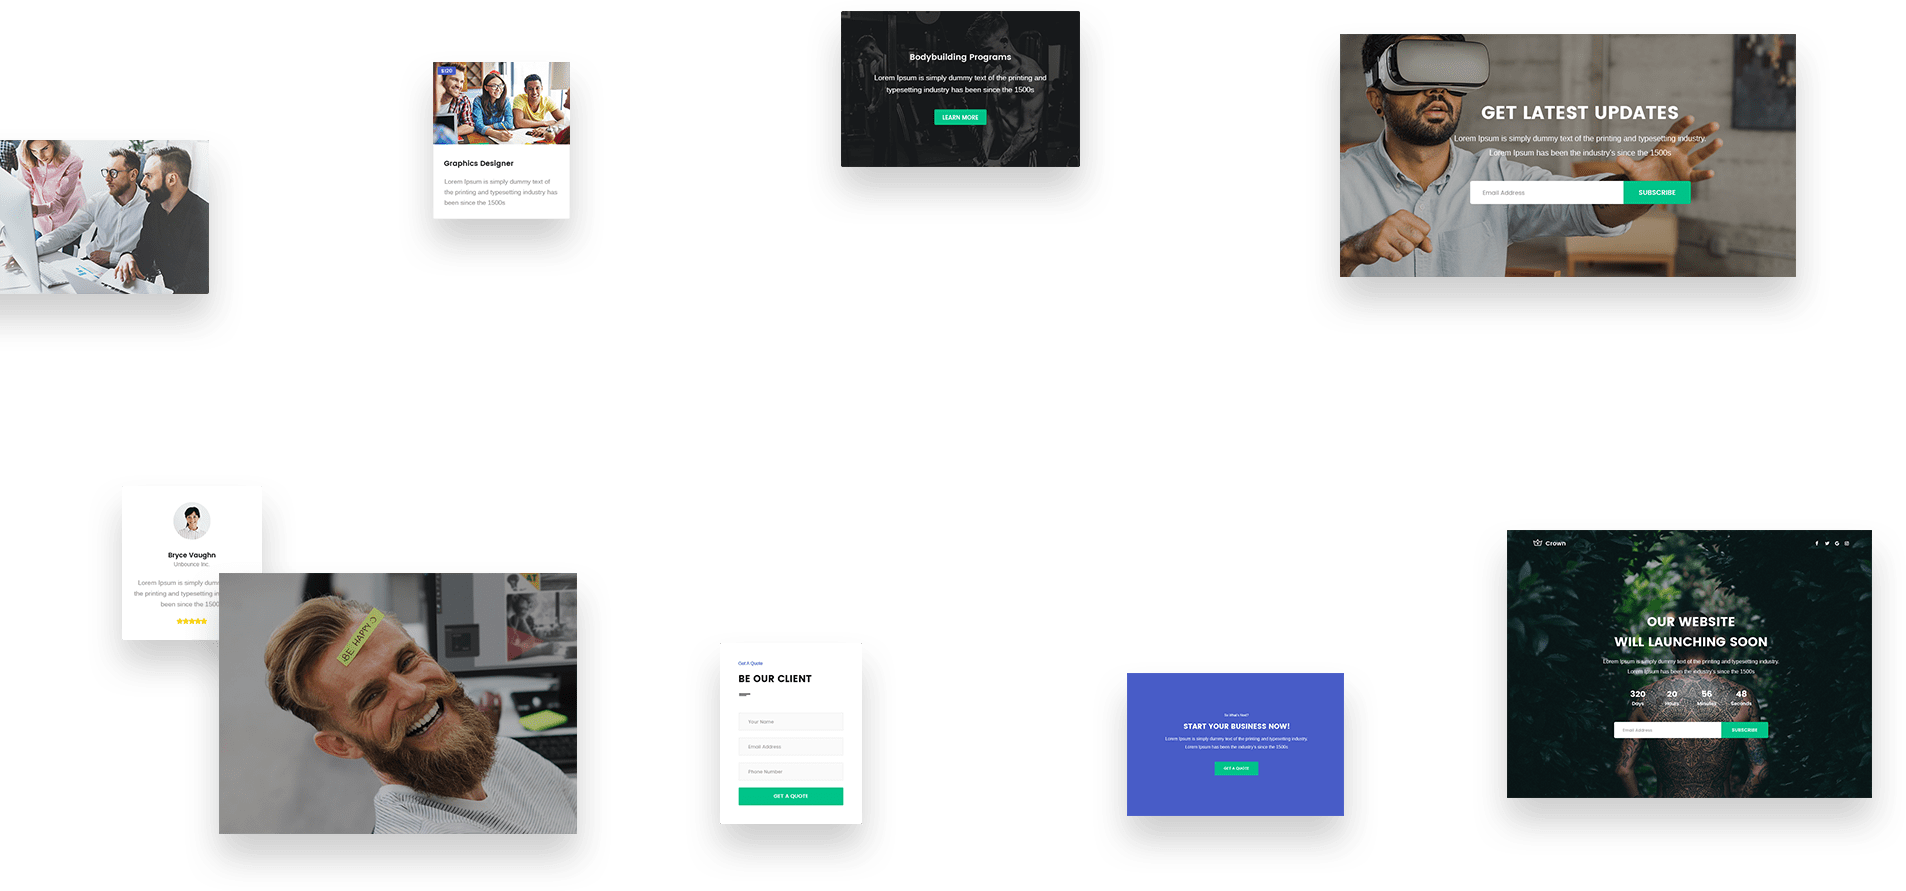 $120
Graphics Designer
Lorem Ipsum is simply dummy text of
the printing and typesetting industry has
been since the 1500s
Bodybuilding Programs
Lorem Ipsum is simply dummy text of the printing and
typesetting industry has been since the 1500s
LEARN MORE
GET LATEST UPDATES
Lorem Ipsum is simply dummy text of the printing and typesetting industry.
Lorem Ipsum has been the industry's since the 1500s
Email Address
SUBSCRIBE
Bryce Vaughn
Unbounce Inc.
Lorem Ipsum is simply dum
the printing and typesetting in
been since the 1500
BE HAPPY
Get A Quote
BE OUR CLIENT
Your Name
Email Address
Phone Number
GET A QUOTE
START YOUR BUSINESS NOW!
Lorem Ipsum is simply dummy text of the printing and typesetting industry.
Lorem Ipsum has been the industry's since the 1500s
GET A QUOTE
Crown
OUR WEBSITE
WILL LAUNCHING SOON
Lorem Ipsum is simply dummy text of the printing and typesetting industry.
Lorem Ipsum has been the industry's since the 1500s
320 20 56 48
Days Hours Minutes Seconds
Email Address
SUBSCRIBE